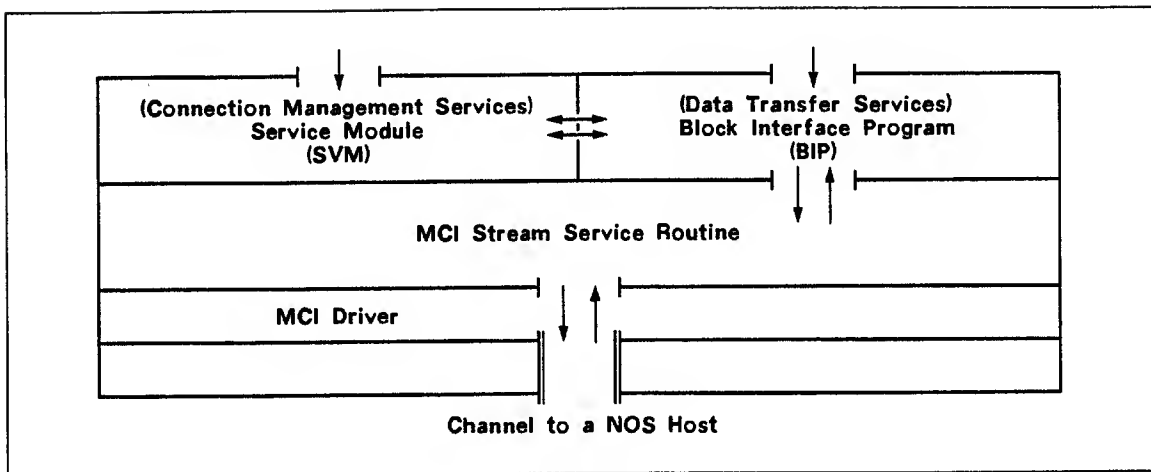 (Connection Management Services)
Service Module
(SVM)
(Data Transfer Services)
Block Interface Program
(BIP)
MCI Stream Service Routine
MCI Driver
Channel to a NOS Host